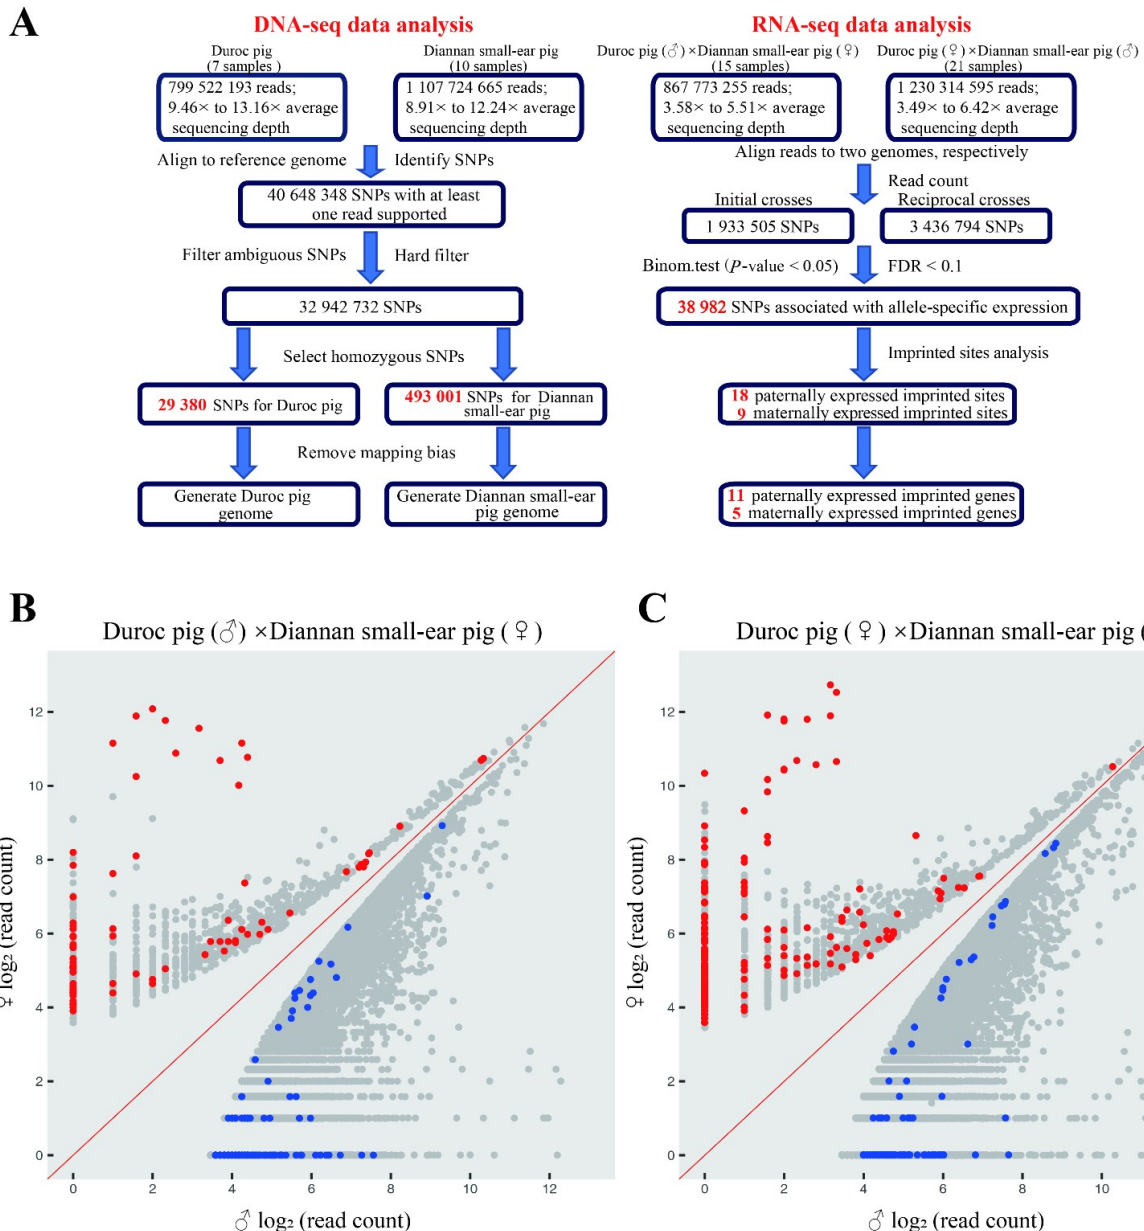 A
DNA-seq data analysis
RNA-seq data analysis
Duroc pig
(7 samples )
Diannan small-ear pig
(10 samples)
Duroc pig (♂) ×Diannan small-ear pig (♀)
(15 samples)
Duroc pig (♀) ×Diannan small-ear pig (♂)
(21 samples)
799 522 193 reads;
9.46× to 13.16× average
sequencing depth
1 107 724 665 reads;
8.91× to 12.24× average
sequencing depth
867 773 255 reads;
3.58× to 5.51× average
sequencing depth
1 230 314 595 reads;
3.49× to 6.42× average
sequencing depth
Align to reference genome
Identify SNPs
Align reads to two genomes, respectively
Read count
40 648 348 SNPs with at least
one read supported
Initial crosses
Reciprocal crosses
1 933 505 SNPs
3 436 794 SNPs
Filter ambiguous SNPs
Hard filter
Binom.test (P-value < 0.05)
FDR < 0.1
32 942 732 SNPs
38 982 SNPs associated with allele-specific expression
Select homozygous SNPs
Imprinted sites analysis
29 380 SNPs for Duroc pig
493 001 SNPs for Diannan
small-ear pig
18 paternally expressed imprinted sites
9 maternally expressed imprinted sites
Remove mapping bias
Generate Duroc pig
genome
Generate Diannan small-ear
pig genome
11 paternally expressed imprinted genes
5 maternally expressed imprinted genes
B
Duroc pig (♂) ×Diannan small-ear pig (♀)
12
10
8
6
4
2
0
♀ log₂ (read count)
0 2 4 6 8 10 12
♂ log₂ (read count)
C
Duroc pig (♀) ×Diannan small-ear pig (
12
10
8
6
4
2
0
♀ log₂ (read count)
0 2 4 6 8 10
♂ log₂ (read count)